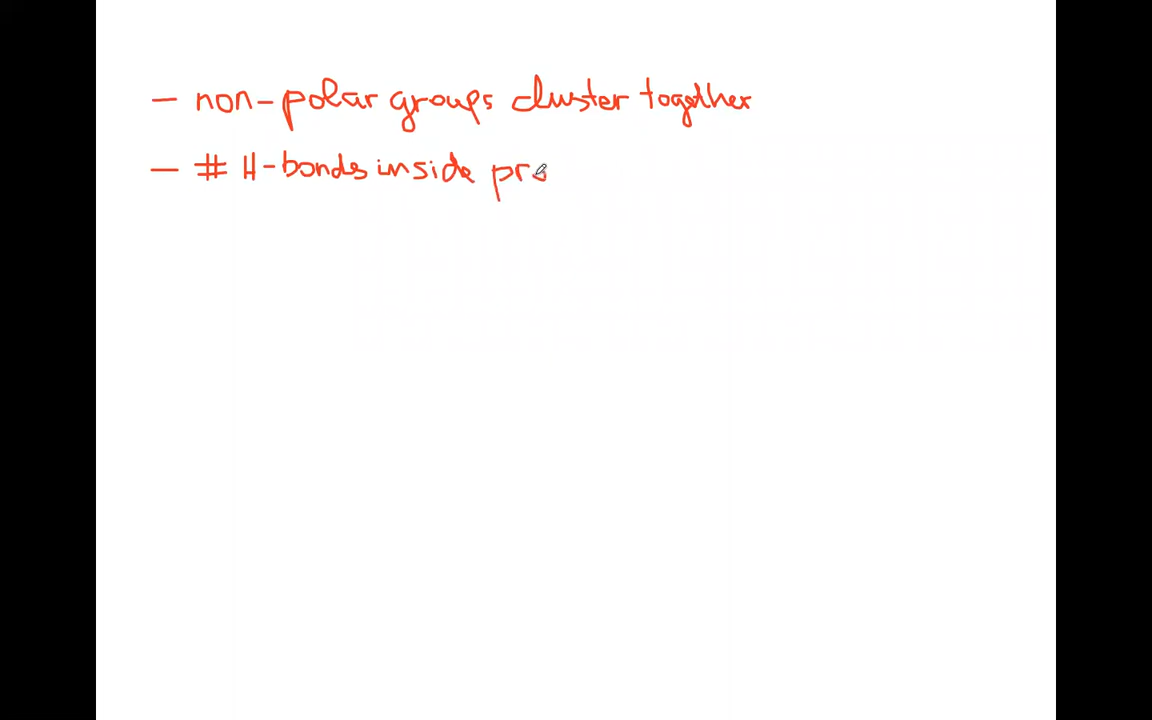 - non-polar groups cluster together
- # H-bonds inside pro